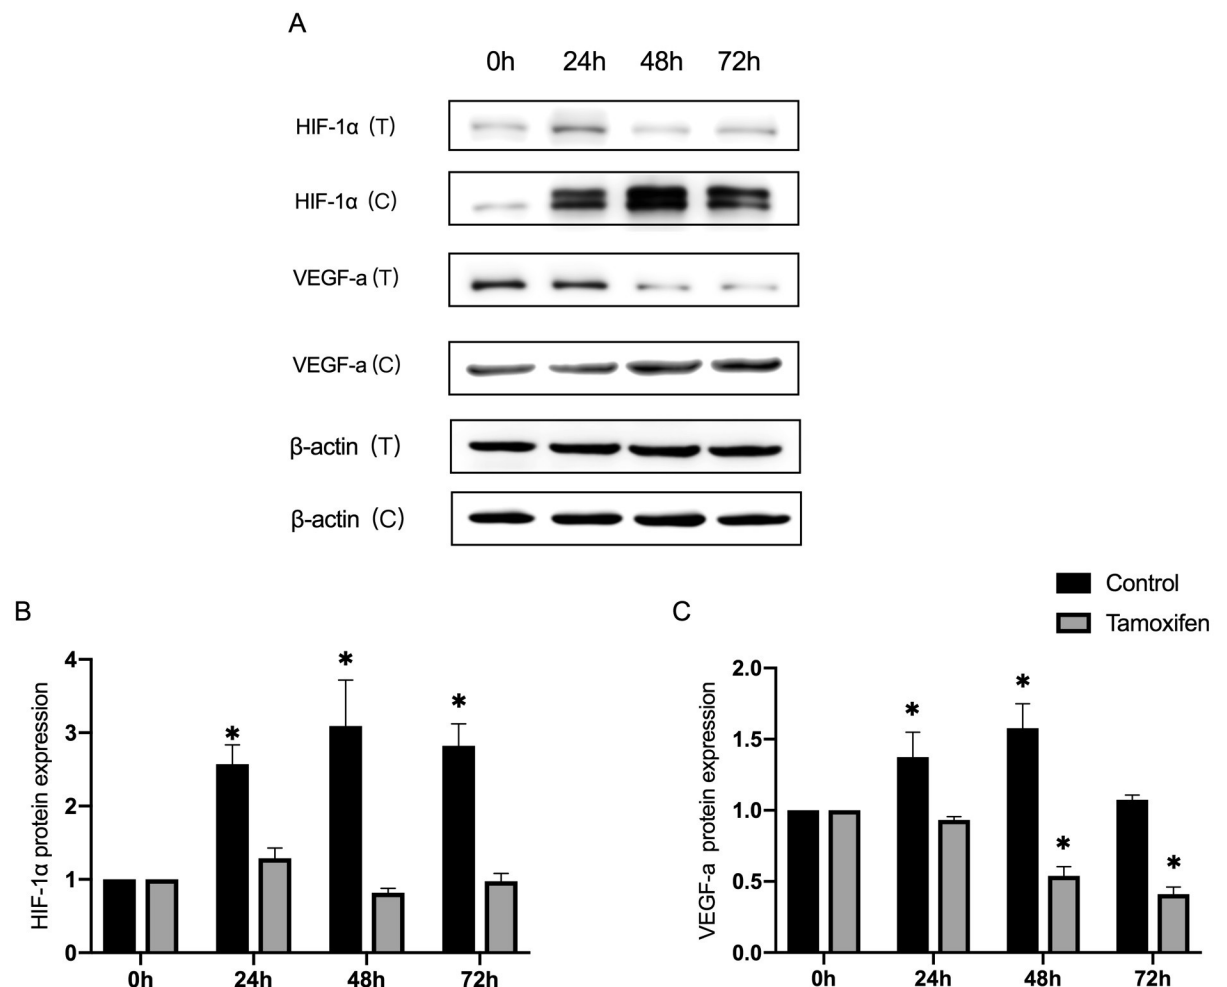 A
0h 24h 48h 72h
HIF-1α (T)
HIF-1α (C)
VEGF-a (T)
VEGF-a (C)
β-actin (T)
β-actin (C)
Control
Tamoxifen
B
HIF-1α protein expression
4
3
2
1
0
* * *
0h 24h 48h 72h
C
VEGF-a protein expression
2.0
1.5
1.0
0.5
0.0
* * * *
0h 24h 48h 72h